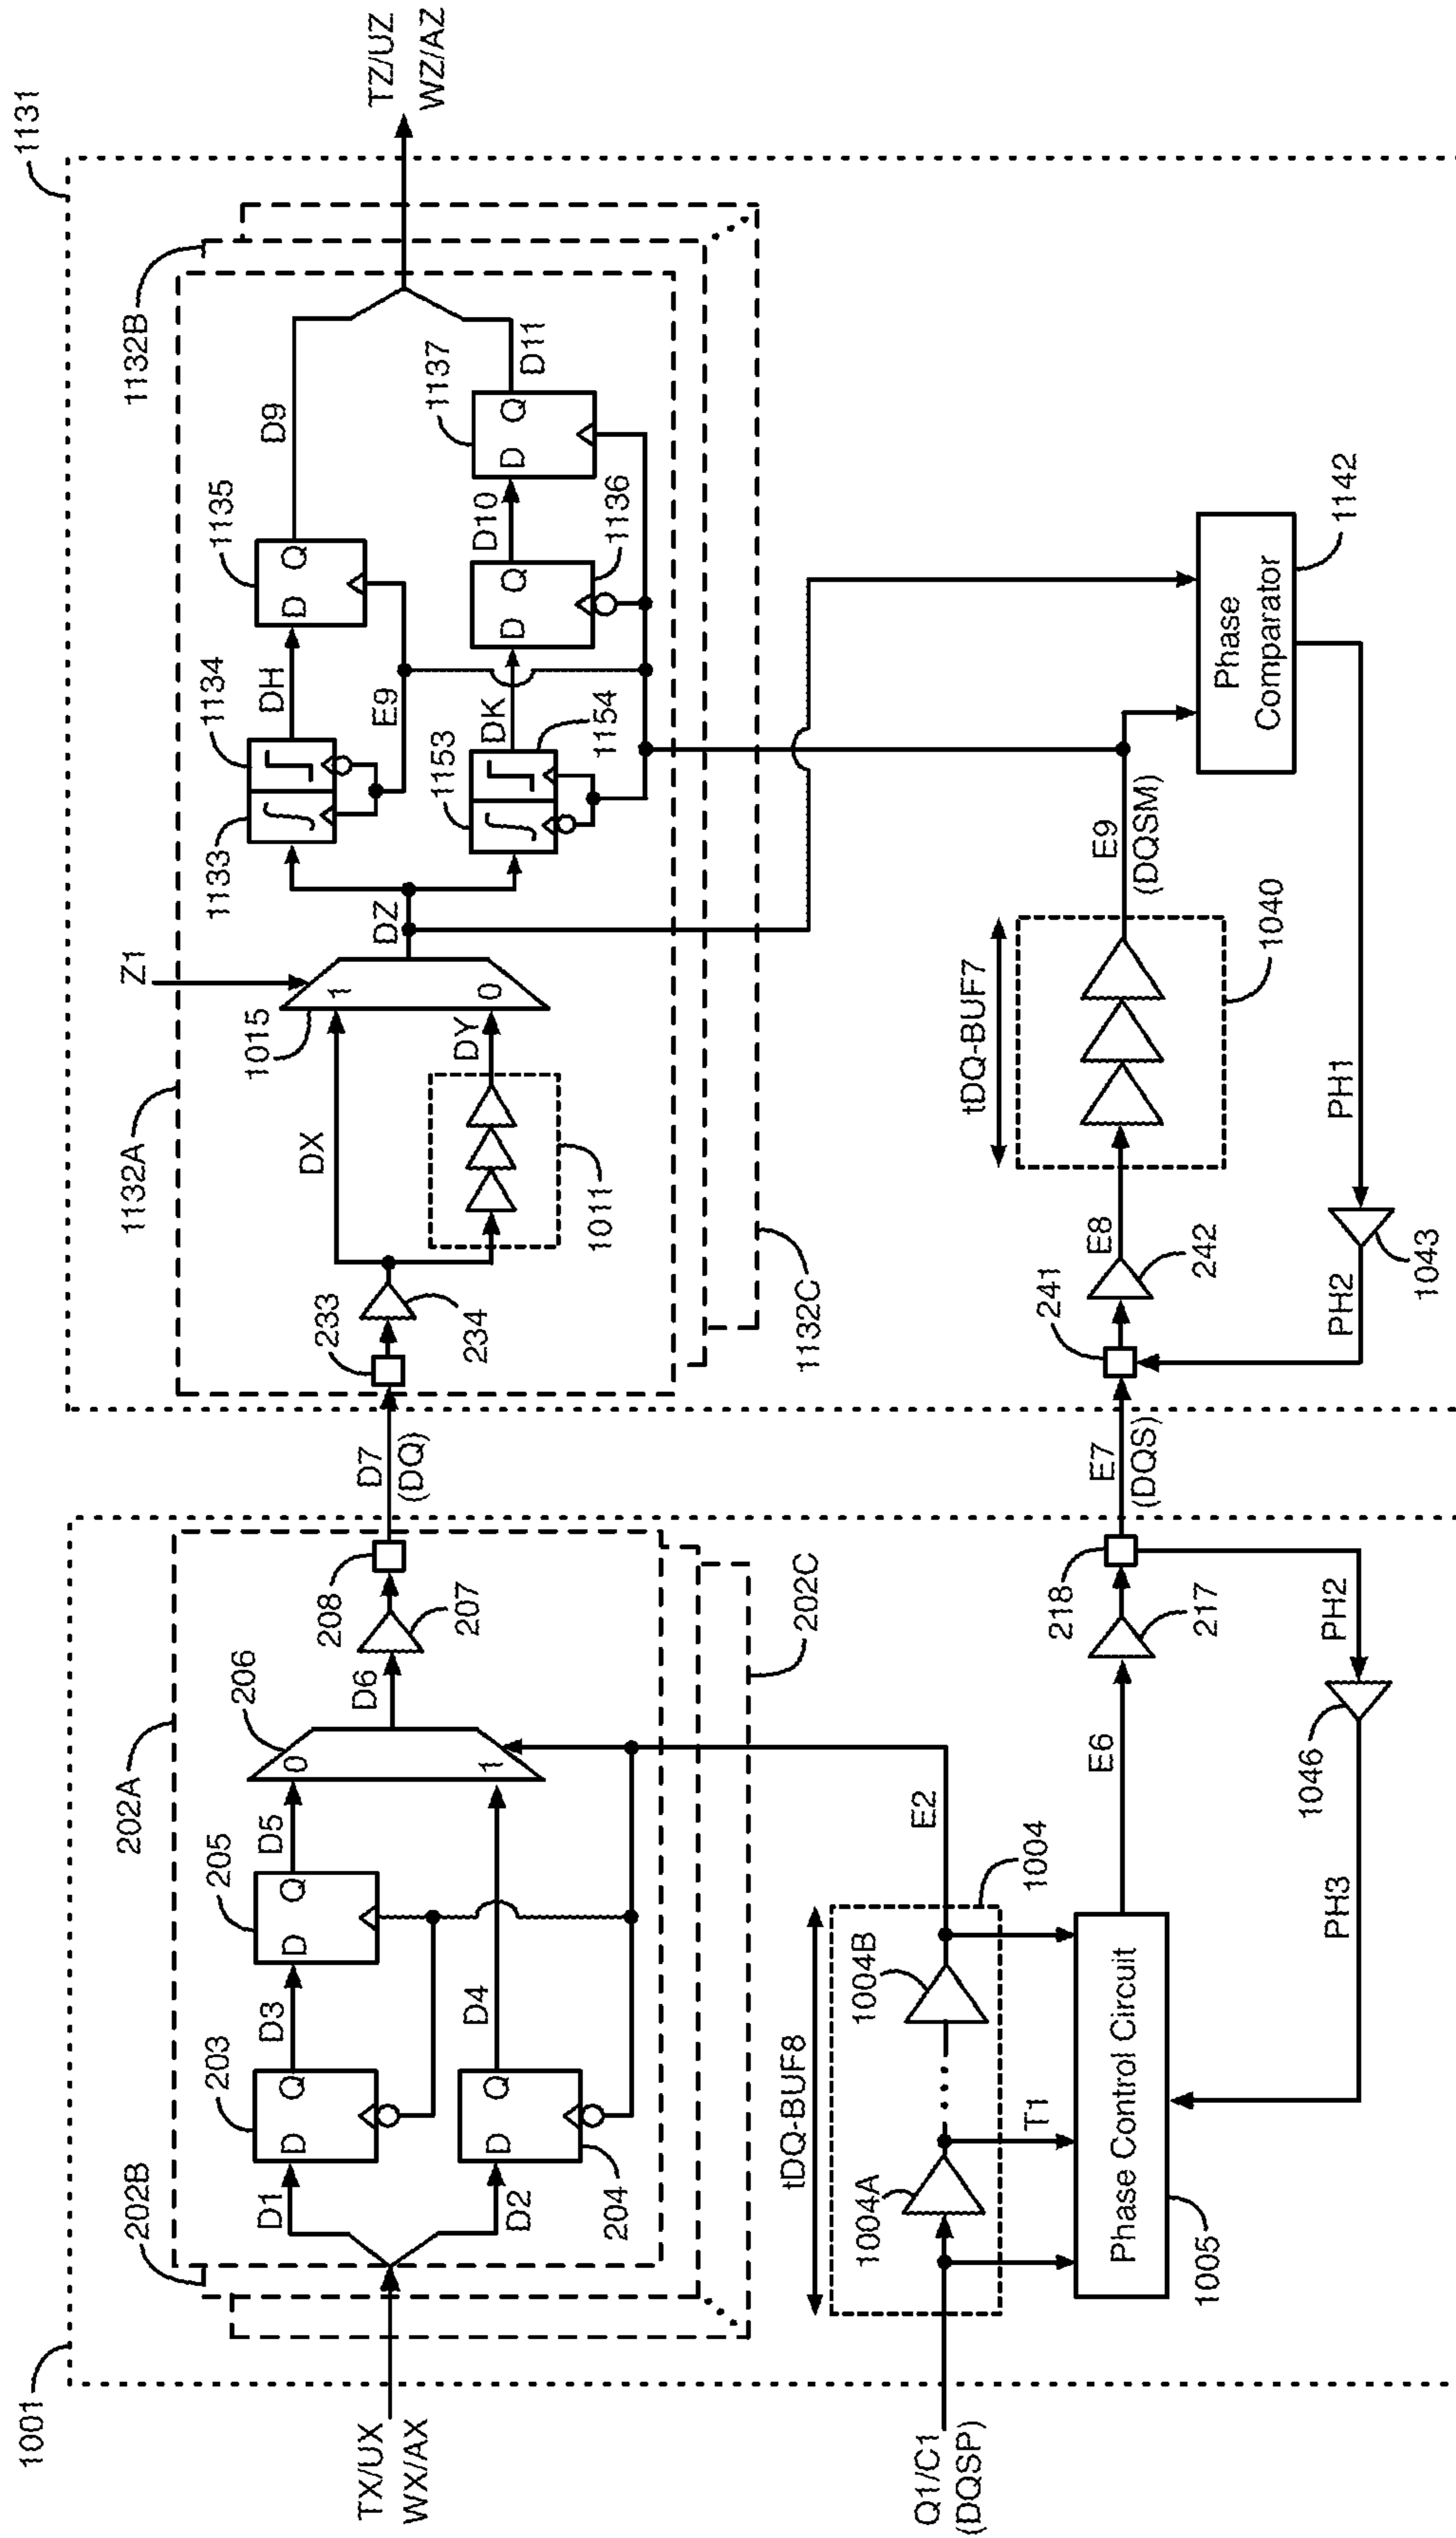 1001
TX/UX
WX/AX
202B
202A
D1
203
D
Q
D3
205
D
Q
D5
206
0
1
D2
D
Q
204
D4
D6
207
208
202C
D7
(DQ)
Q1/C1
(DQSP)
tDQ-BUF8
1004A
1004B
1004
T1
E2
Phase Control Circuit
1005
E6
217
218
PH2
1046
PH3
E7
(DQS)
1131
1132A
1132B
1132C
233
234
DX
1011
DY
Z1
1015
1
0
DZ
1133
1134
DH
D
Q
1135
D9
E9
1153
1154
DK
D
Q
1136
D10
D
Q
1137
D11
TZ/UZ
WZ/AZ
241
242
E8
tDQ-BUF7
1040
E9
(DQSM)
Phase
Comparator
1142
PH1
1043
PH2